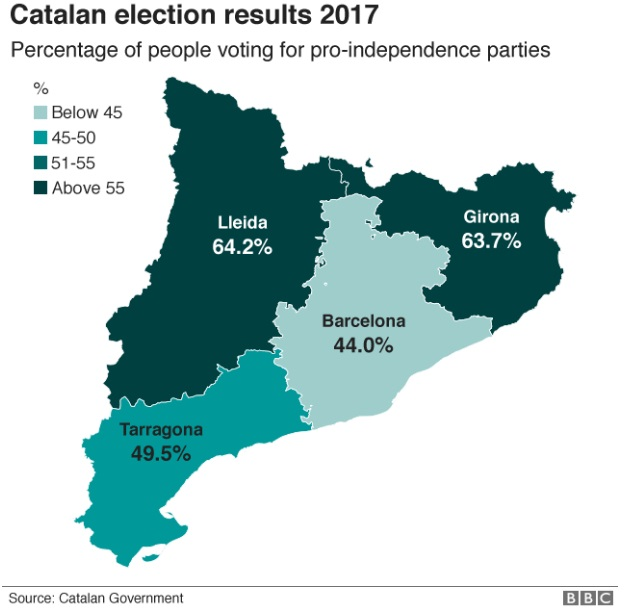 Catalan election results 2017
Percentage of people voting for pro-independence parties
%
Below 45
45-50
51-55
Above 55
Lleida
64.2%
Girona
63.7%
Barcelona
44.0%
Tarragona
49.5%
Source: Catalan Government
BBC